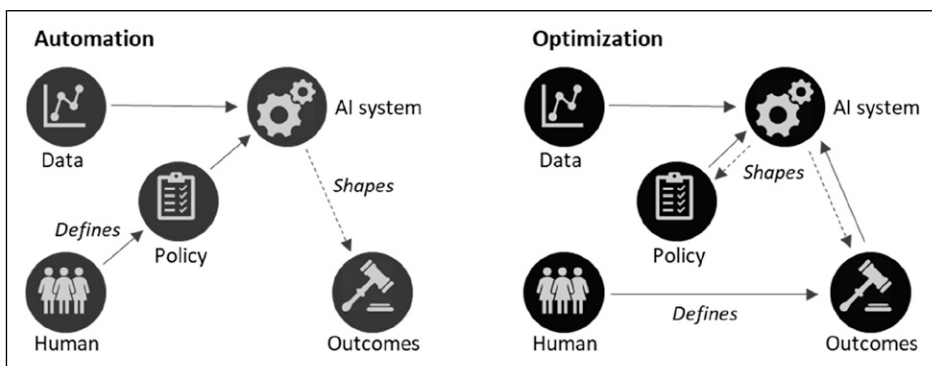 Automation
AI system
Data
Shapes
Defines
Policy
Human
Outcomes
Optimization
AI system
Data
Shapes
Policy
Defines
Human
Outcomes